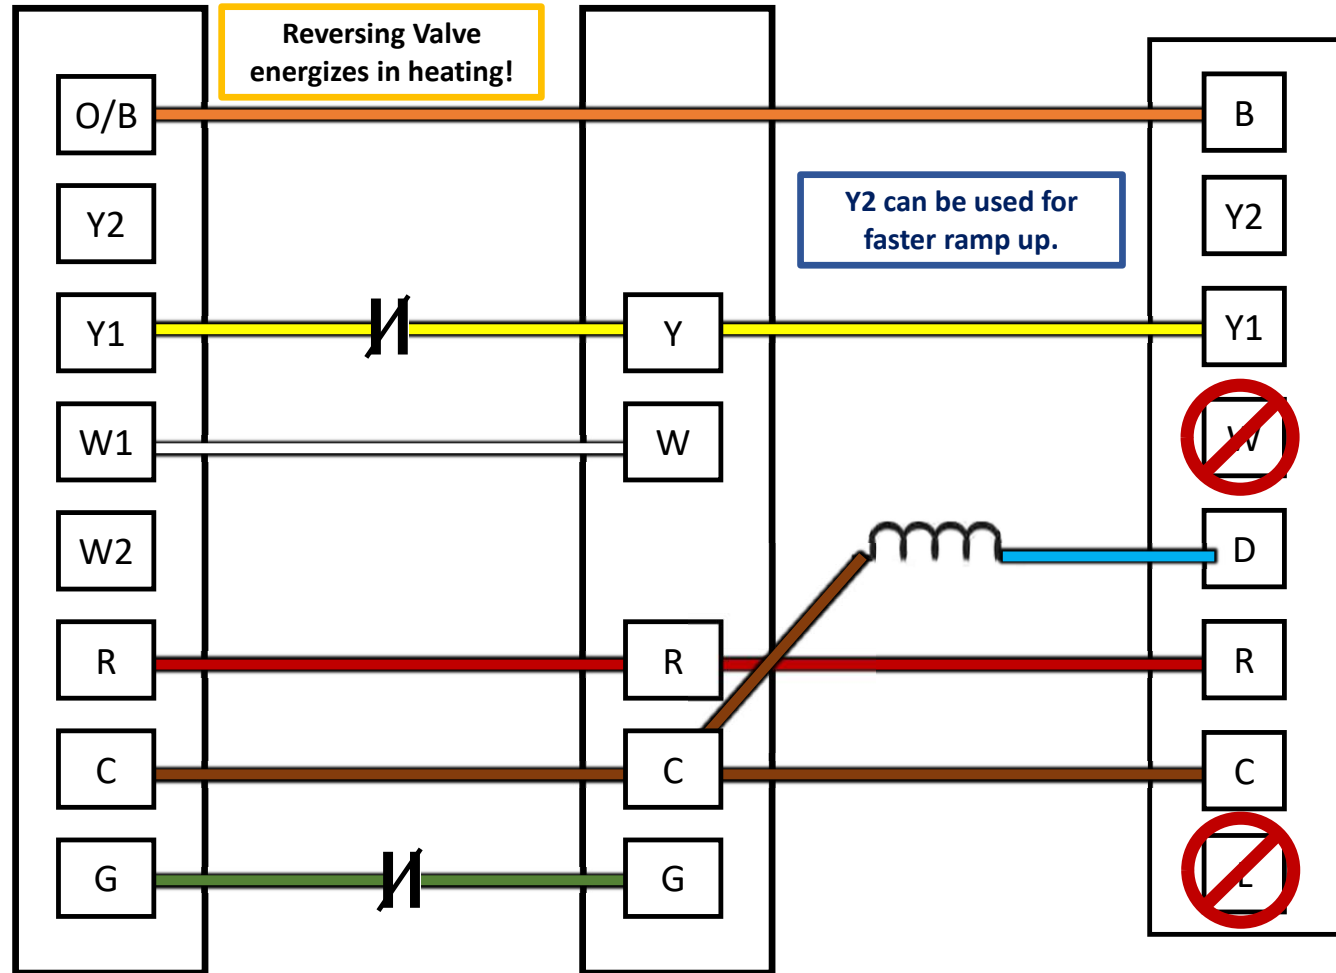 Reversing Valve
energizes in heating!
O/B
B
Y2
Y2 can be used for
faster ramp up.
Y2
Y1
Y
Y1
W1
W
W
W2
D
R
R
R
C
C
C
G
G
L